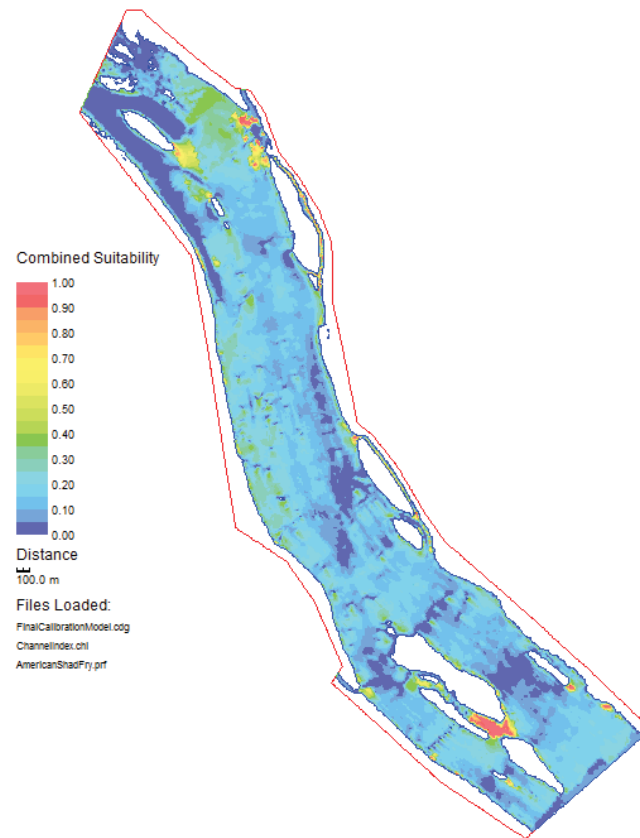 Combined Suitability
1.00
0.90
0.80
0.70
0.60
0.50
0.40
0.30
0.20
0.10
0.00
Distance
100.0 m
Files Loaded:
FinalCalibrationModel.cdg
ChannelIndex.chi
AmericanShadFry.prf